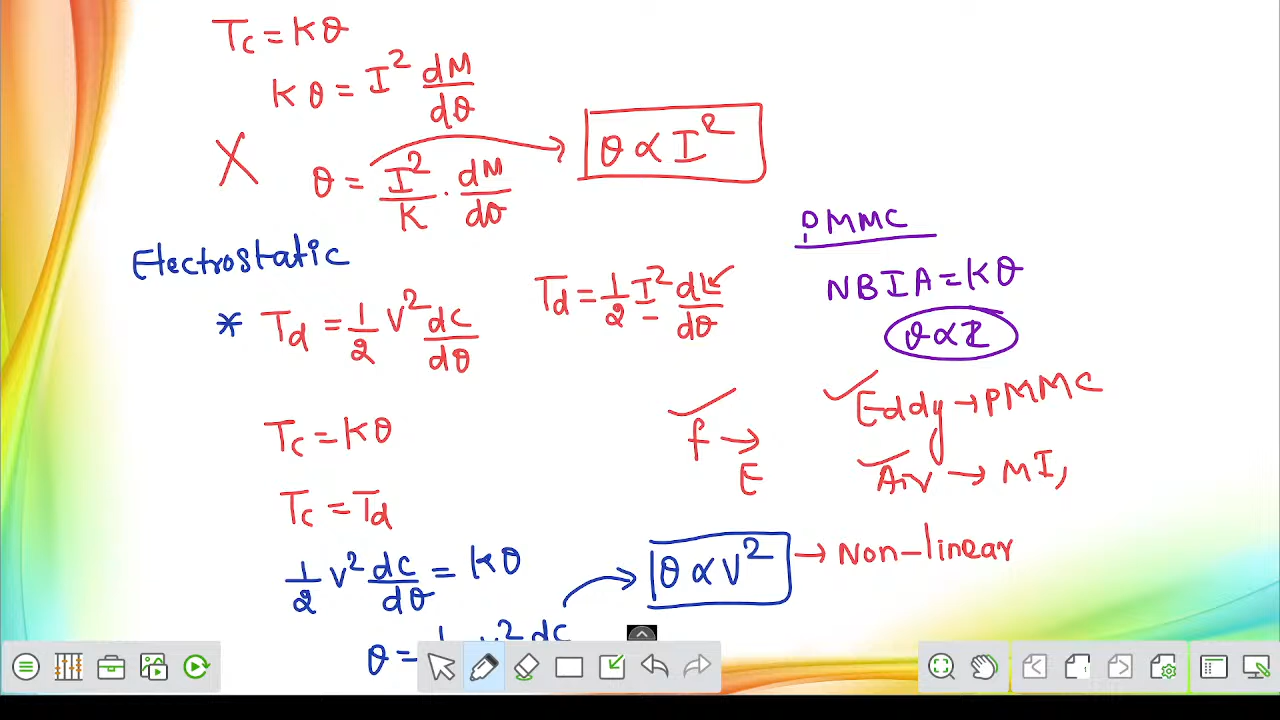 Tc = Kθ
Kθ = I² dM/dθ
X θ = I²/K · dM/dθ
θ ∝ I²
Electrostatic
* Td = 1/2 V² dc/dθ
Tc = Kθ
Tc = Td
1/2 V² dc/dθ = Kθ
θ ∝ V² → Non-linear
θ =
V² dc
Td = 1/2 I² dL/dθ
PMMC
NBIA = Kθ
θ ∝ I
Eddy → PMMC
f → E
Air → MI,